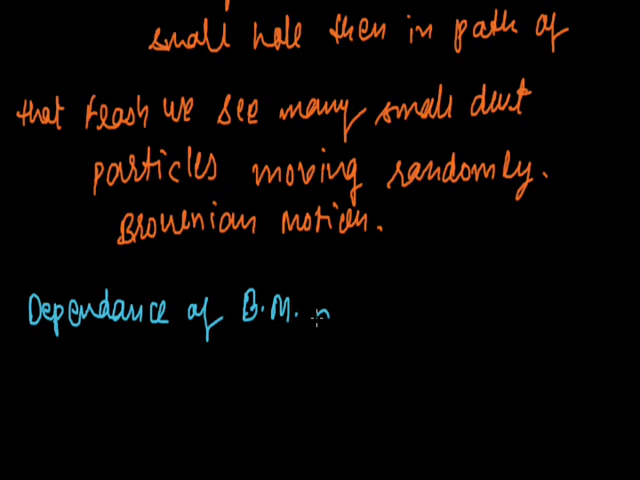 small hole then in path of
that reash we see many small dust
particles moving randomly.
Brownian Motion.
Dependance of B.M.